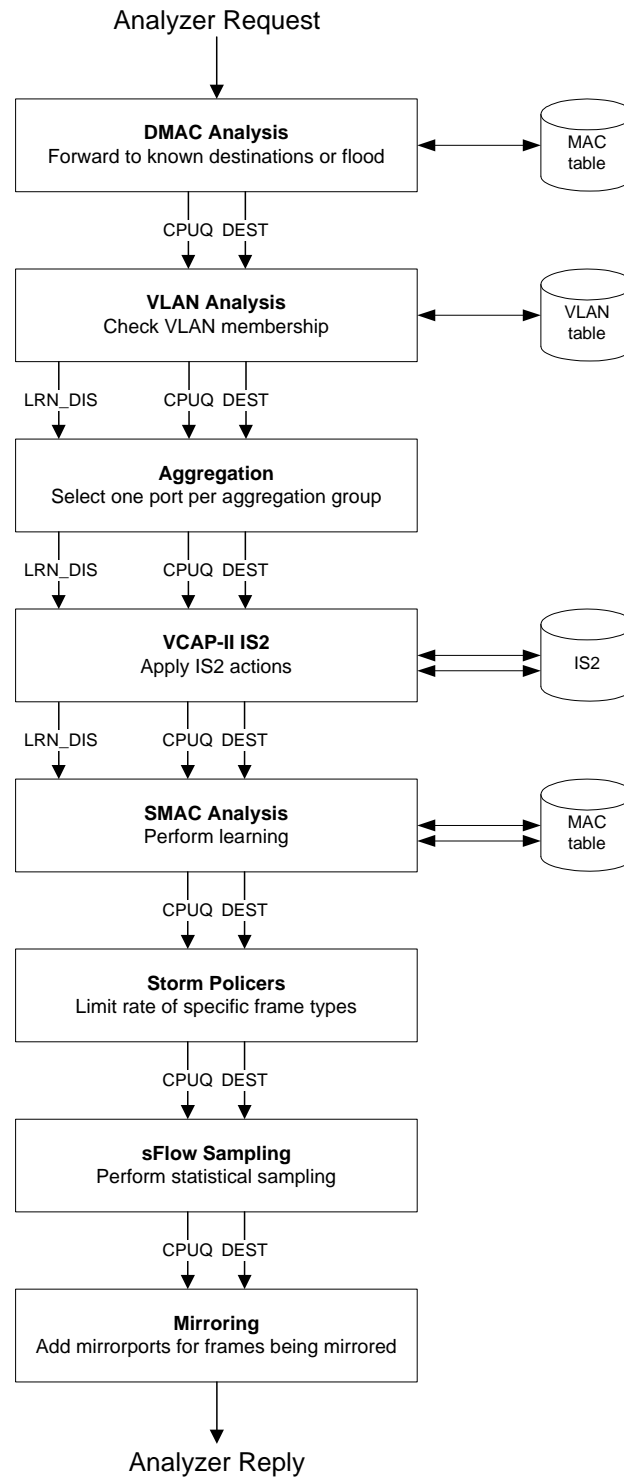 Analyzer Request
DMAC Analysis
Forward to known destinations or flood
MAC
table
CPUQ DEST
VLAN Analysis
Check VLAN membership
VLAN
table
LRN_DIS CPUQ DEST
Aggregation
Select one port per aggregation group
LRN_DIS CPUQ DEST
VCAP-II IS2
Apply IS2 actions
IS2
LRN_DIS CPUQ DEST
SMAC Analysis
Perform learning
MAC
table
CPUQ DEST
Storm Policers
Limit rate of specific frame types
CPUQ DEST
sFlow Sampling
Perform statistical sampling
CPUQ DEST
Mirroring
Add mirrorports for frames being mirrored
Analyzer Reply